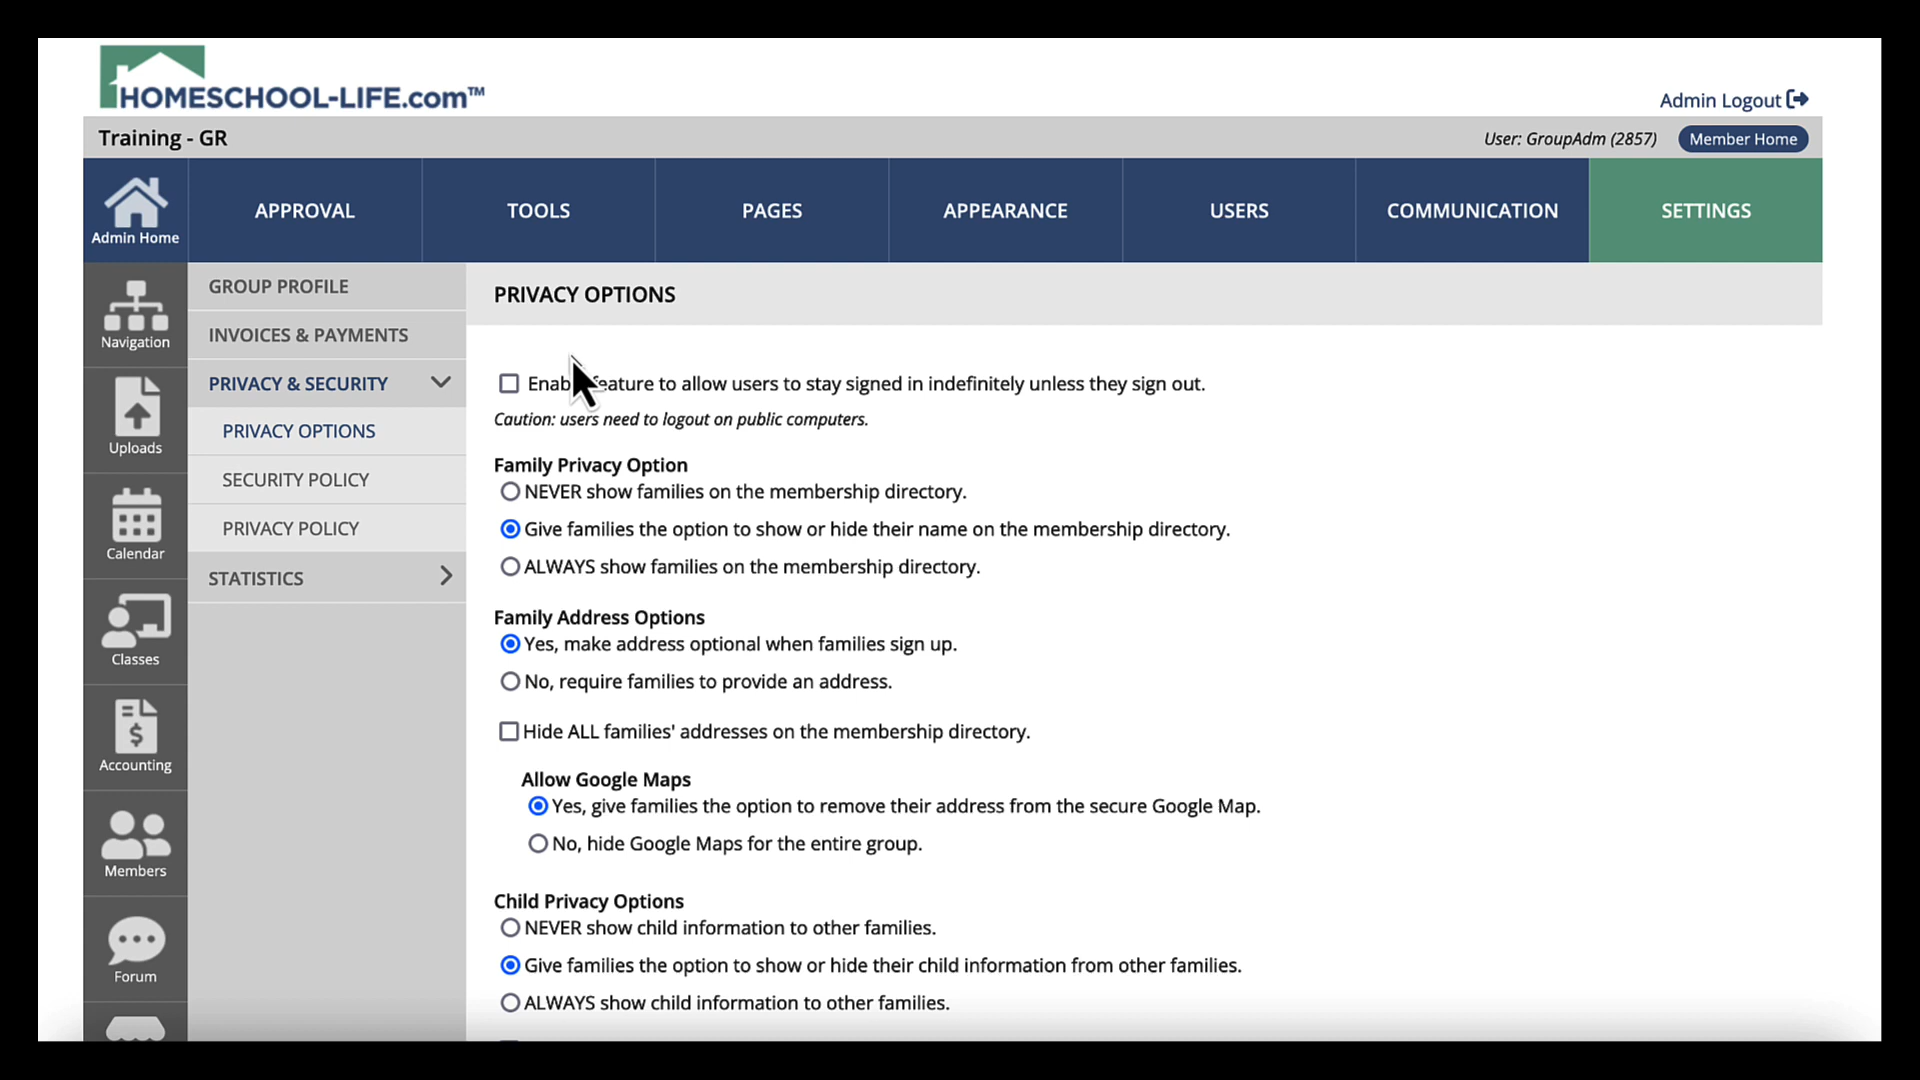 HOMESCHOOL-LIFE.com™
Admin Logout
Training - GR
User: GroupAdm (2857)
Member Home
Admin Home
APPROVAL
TOOLS
PAGES
APPEARANCE
USERS
COMMUNICATION
SETTINGS
Navigation
Uploads
Calendar
Classes
Accounting
Members
Forum
GROUP PROFILE
INVOICES & PAYMENTS
PRIVACY & SECURITY
PRIVACY OPTIONS
SECURITY POLICY
PRIVACY POLICY
STATISTICS
PRIVACY OPTIONS
feature to allow users to stay signed in indefinitely unless they sign out.
Caution: users need to logout on public computers.
Family Privacy Option
NEVER show families on the membership directory.
Give families the option to show or hide their name on the membership directory.
ALWAYS show families on the membership directory.
Family Address Options
Yes, make address optional when families sign up.
No, require families to provide an address.
Hide ALL families' addresses on the membership directory.
Allow Google Maps
Yes, give families the option to remove their address from the secure Google Map.
No, hide Google Maps for the entire group.
Child Privacy Options
NEVER show child information to other families.
Give families the option to show or hide their child information from other families.
ALWAYS show child information to other families.